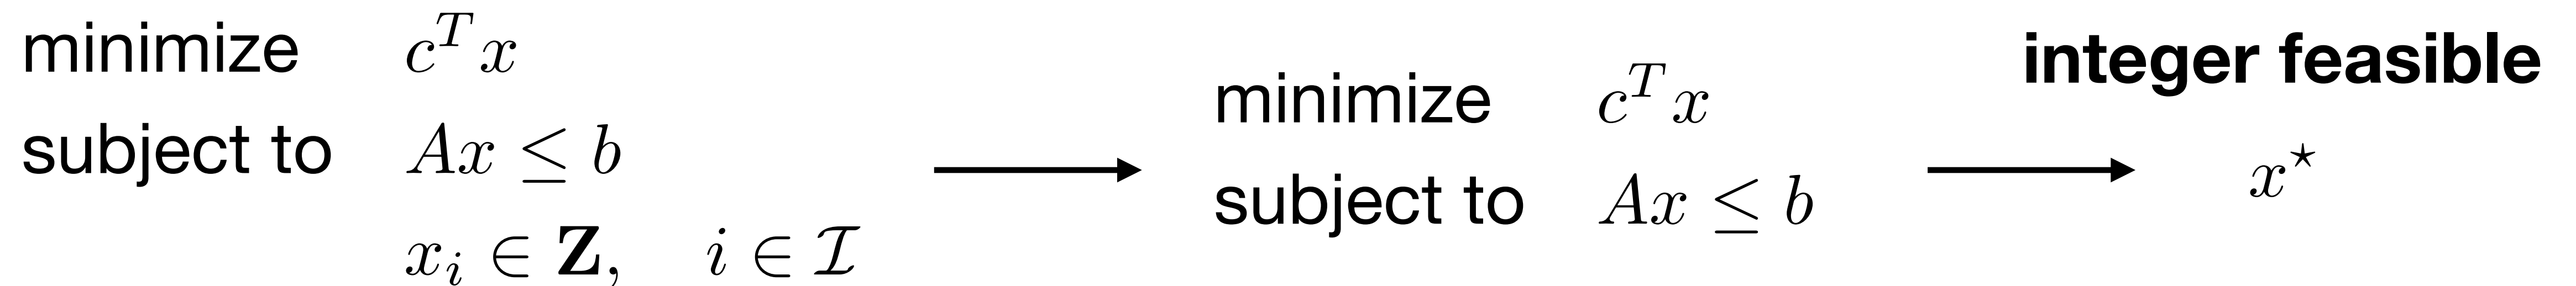 minimize c^T x
subject to Ax ≤ b
x_i ∈ Z, i ∈ I
minimize c^T x
subject to Ax ≤ b
integer feasible
x^⋆